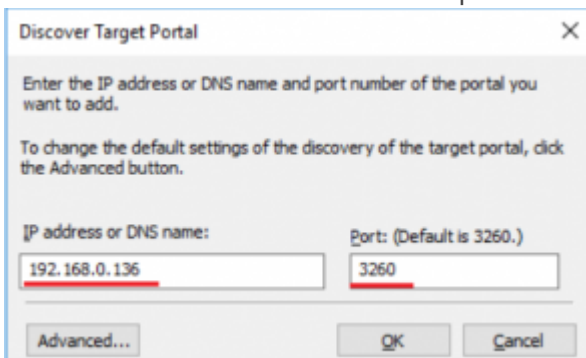 Discover Target Portal
Enter the IP address or DNS name and port number of the portal you
want to add.
To change the default settings of the discovery of the target portal, click
the Advanced button.
IP address or DNS name: Port: (Default is 3260.)
192.168.0.136 3260
Advanced... OK Cancel